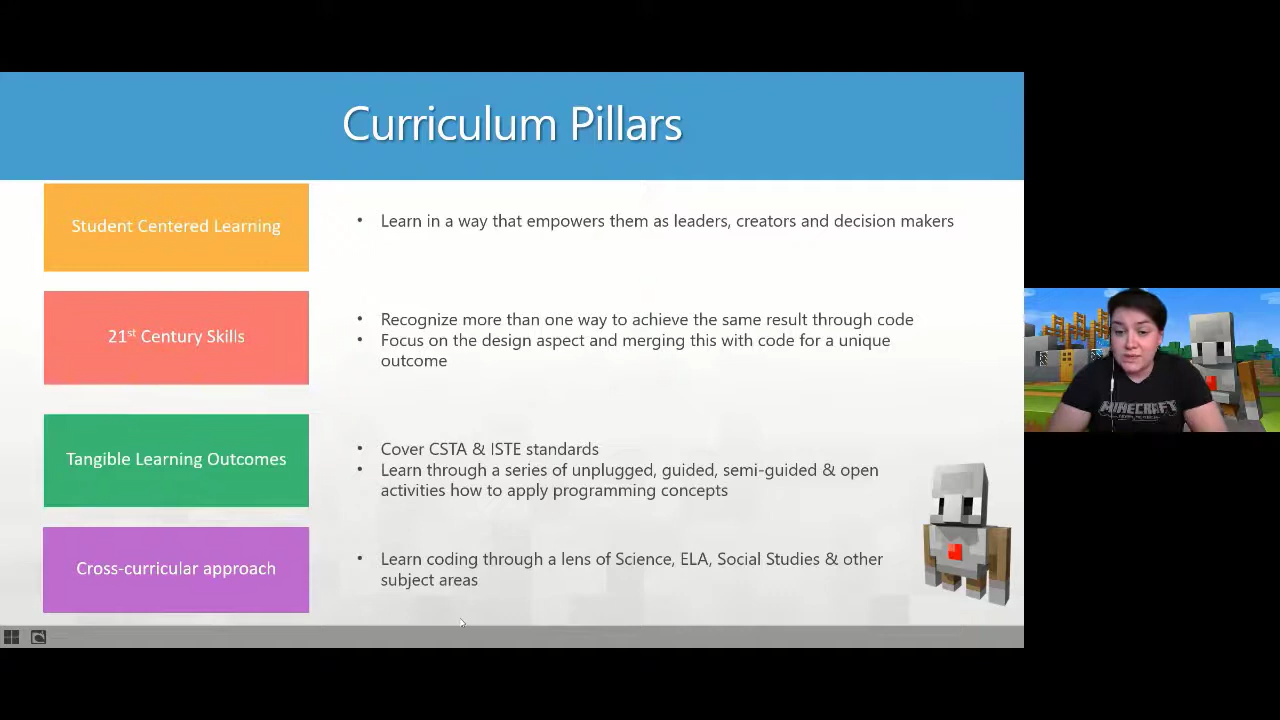 Curriculum Pillars
Student Centered Learning
• Learn in a way that empowers them as leaders, creators and decision makers
21st Century Skills
• Recognize more than one way to achieve the same result through code
• Focus on the design aspect and merging this with code for a unique
outcome
Tangible Learning Outcomes
• Cover CSTA & ISTE standards
• Learn through a series of unplugged, guided, semi-guided & open
activities how to apply programming concepts
Cross-curricular approach
• Learn coding through a lens of Science, ELA, Social Studies & other
subject areas
MINECRAFT